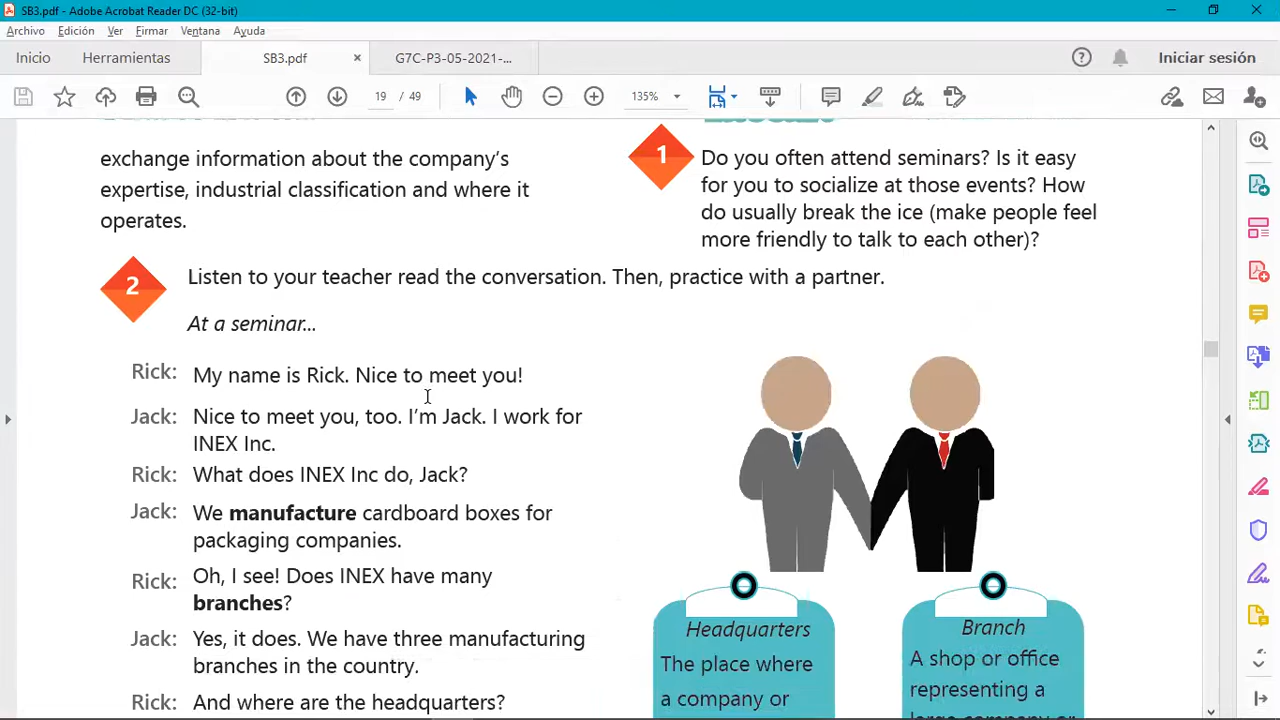 SB3.pdf - Adobe Acrobat Reader DC (32-bit)
Archivo Edición Ver Firmar Ventana Ayuda
Inicio Herramientas SB3.pdf × G7C-P3-05-2021-... Iniciar sesión
19 / 49 135%
exchange information about the company's
expertise, industrial classification and where it
operates.
1
Do you often attend seminars? Is it easy
for you to socialize at those events? How
do usually break the ice (make people feel
more friendly to talk to each other)?
2
Listen to your teacher read the conversation. Then, practice with a partner.
At a seminar...
Rick: My name is Rick. Nice to meet you!
Jack: Nice to meet you, too. I'm Jack. I work for
INEX Inc.
Rick: What does INEX Inc do, Jack?
Jack: We manufacture cardboard boxes for
packaging companies.
Rick: Oh, I see! Does INEX have many
branches?
Jack: Yes, it does. We have three manufacturing
branches in the country.
Rick: And where are the headquarters?
Headquarters
The place where
a company or
Branch
A shop or office
representing a
large company or